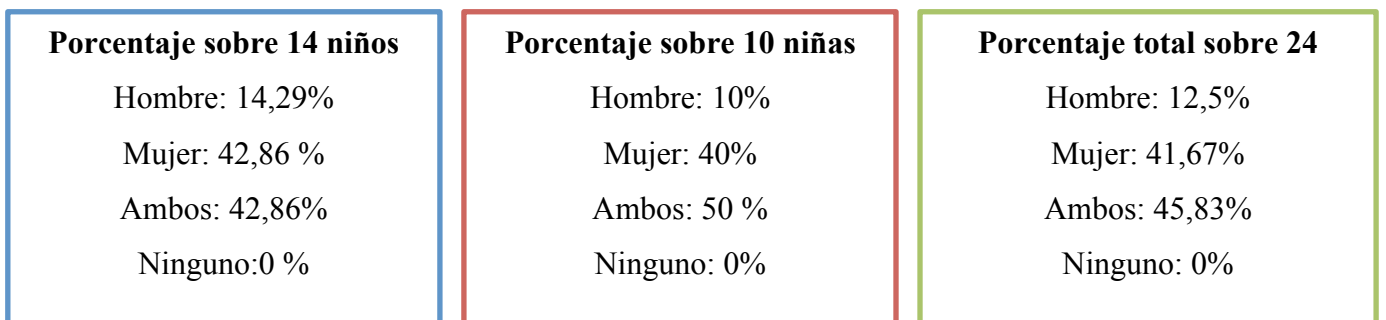 Porcentaje sobre 14 niños
Hombre: 14,29%
Mujer: 42,86 %
Ambos: 42,86%
Ninguno:0 %
Porcentaje sobre 10 niñas
Hombre: 10%
Mujer: 40%
Ambos: 50 %
Ninguno: 0%
Porcentaje total sobre 24
Hombre: 12,5%
Mujer: 41,67%
Ambos: 45,83%
Ninguno: 0%